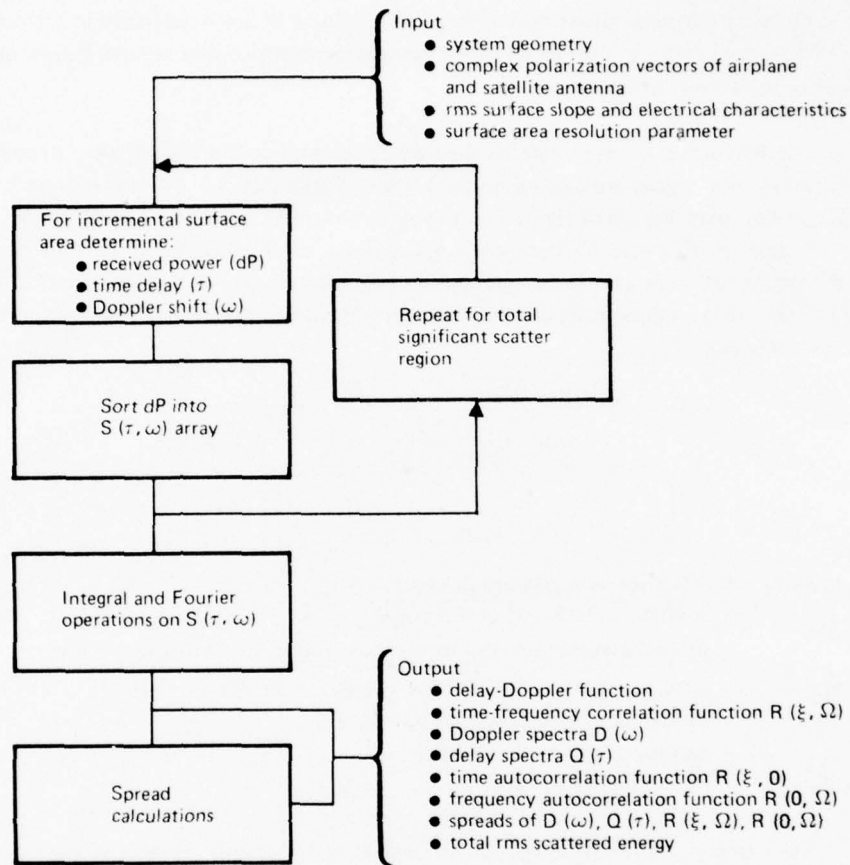 Input
● system geometry
● complex polarization vectors of airplane
and satellite antenna
● rms surface slope and electrical characteristics
● surface area resolution parameter
For incremental surface
area determine:
● received power (dP)
● time delay (τ)
● Doppler shift (ω)
Repeat for total
significant scatter
region
Sort dP into
S (τ, ω) array
Integral and Fourier
operations on S (τ, ω)
Output
● delay-Doppler function
● time-frequency correlation function R (ξ, Ω)
● Doppler spectra D (ω)
● delay spectra Q (τ)
● time autocorrelation function R (ξ, 0)
● frequency autocorrelation function R (0, Ω)
● spreads of D (ω), Q (τ), R (ξ, Ω), R (0, Ω)
● total rms scattered energy
Spread
calculations